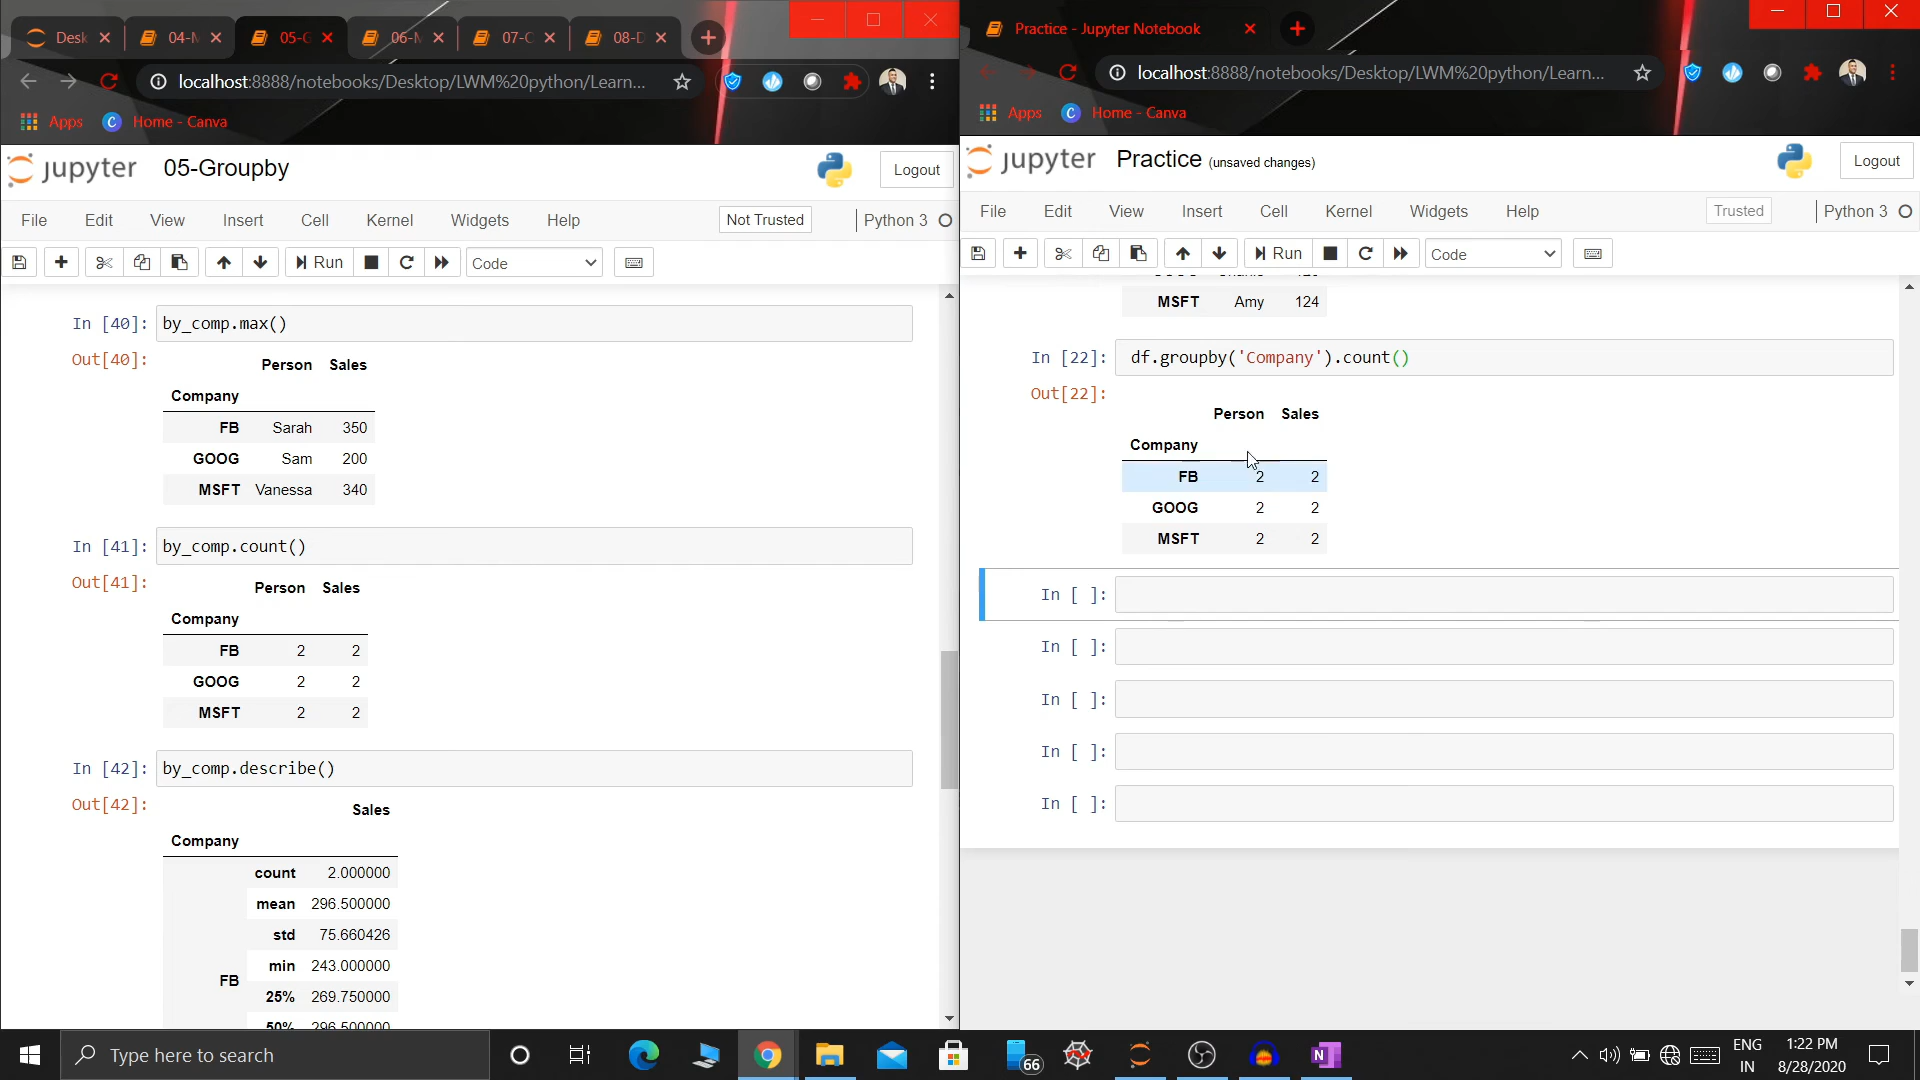 Desk
04-N
05-G
06-M
07-C
08-D
localhost:8888/notebooks/Desktop/LWM%20python/Learn...
Apps
Home - Canva
jupyter
05-Groupby
Logout
File Edit View Insert Cell Kernel Widgets Help
Not Trusted
Python 3
Run
Code
In [40]: by_comp.max()
Out[40]:
Person Sales
Company
FB Sarah 350
GOOG Sam 200
MSFT Vanessa 340
In [41]: by_comp.count()
Out[41]:
Person Sales
Company
FB 2 2
GOOG 2 2
MSFT 2 2
In [42]: by_comp.describe()
Out[42]:
Sales
Company
count 2.000000
mean 296.500000
std 75.660426
min 243.000000
FB
25% 269.750000
50% 296.500000
Practice - Jupyter Notebook
localhost:8888/notebooks/Desktop/LWM%20python/Learn...
Apps
Home - Canva
jupyter
Practice (unsaved changes)
Logout
File Edit View Insert Cell Kernel Widgets Help
Trusted
Python 3
Run
Code
MSFT Amy 124
In [22]: df.groupby('Company').count()
Out[22]:
Person Sales
Company
FB 2 2
GOOG 2 2
MSFT 2 2
In [ ]:
In [ ]:
In [ ]:
In [ ]:
In [ ]:
Type here to search
66
N
ENG
IN
1:22 PM
8/28/2020